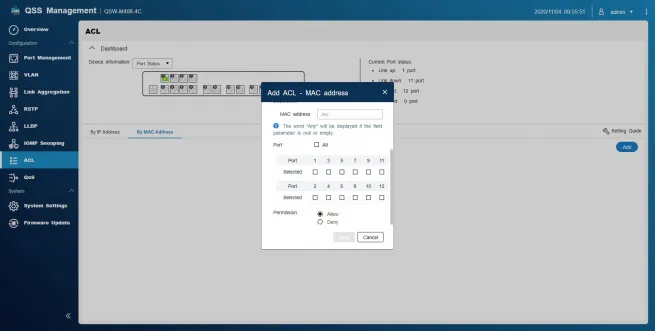 QSS Management | QSW-M408.4C
2020/11/04 09:55:51
admin
Overview
Configuration
Port Management
VLAN
Link Aggregation
RSTP
LLDP
IGMP Snooping
ACL
QoS
System
System Settings
Firmware Update
ACL
Dashboard
Device Information: Port Status
Current Port status:
Link up: 1 port
Link down: 11 port
12 port
0 port
By IP Address
By MAC Address
Setting Guide
Add
Add ACL - MAC address
MAC address: Any
The word "Any" will be displayed if the field
parameter is null or empty.
Port
All
Port 1 3 5 7 9 11
Selected
Port 2 4 6 8 10 12
Selected
Permission
Allow
Deny
Cancel